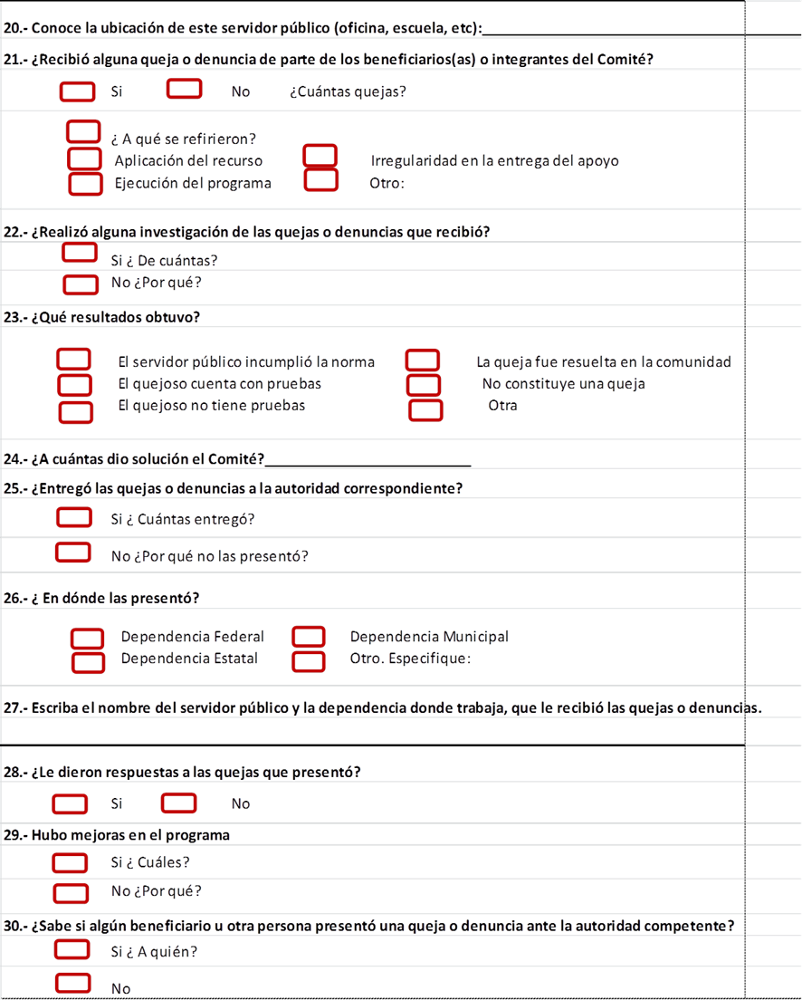 20.- Conoce la ubicación de este servidor público (oficina, escuela, etc):
21.- ¿Recibió alguna queja o denuncia de parte de los beneficiarios(as) o integrantes del Comité?
Si No ¿Cuántas quejas?
¿ A qué se refirieron?
Aplicación del recurso Irregularidad en la entrega del apoyo
Ejecución del programa Otro:
22.- ¿Realizó alguna investigación de las quejas o denuncias que recibió?
Si ¿ De cuántas?
No ¿Por qué?
23.- ¿Qué resultados obtuvo?
El servidor público incumplió la norma La queja fue resuelta en la comunidad
El quejoso cuenta con pruebas No constituye una queja
El quejoso no tiene pruebas Otra
24.- ¿A cuántas dio solución el Comité?
25.- ¿Entregó las quejas o denuncias a la autoridad correspondiente?
Si ¿ Cuántas entregó?
No ¿Por qué no las presentó?
26.- ¿ En dónde las presentó?
Dependencia Federal Dependencia Municipal
Dependencia Estatal Otro. Especifique:
27.- Escriba el nombre del servidor público y la dependencia donde trabaja, que le recibió las quejas o denuncias.
28.- ¿Le dieron respuestas a las quejas que presentó?
Si No
29.- Hubo mejoras en el programa
Si ¿ Cuáles?
No ¿Por qué?
30.- ¿Sabe si algún beneficiario u otra persona presentó una queja o denuncia ante la autoridad competente?
Si ¿ A quién?
No